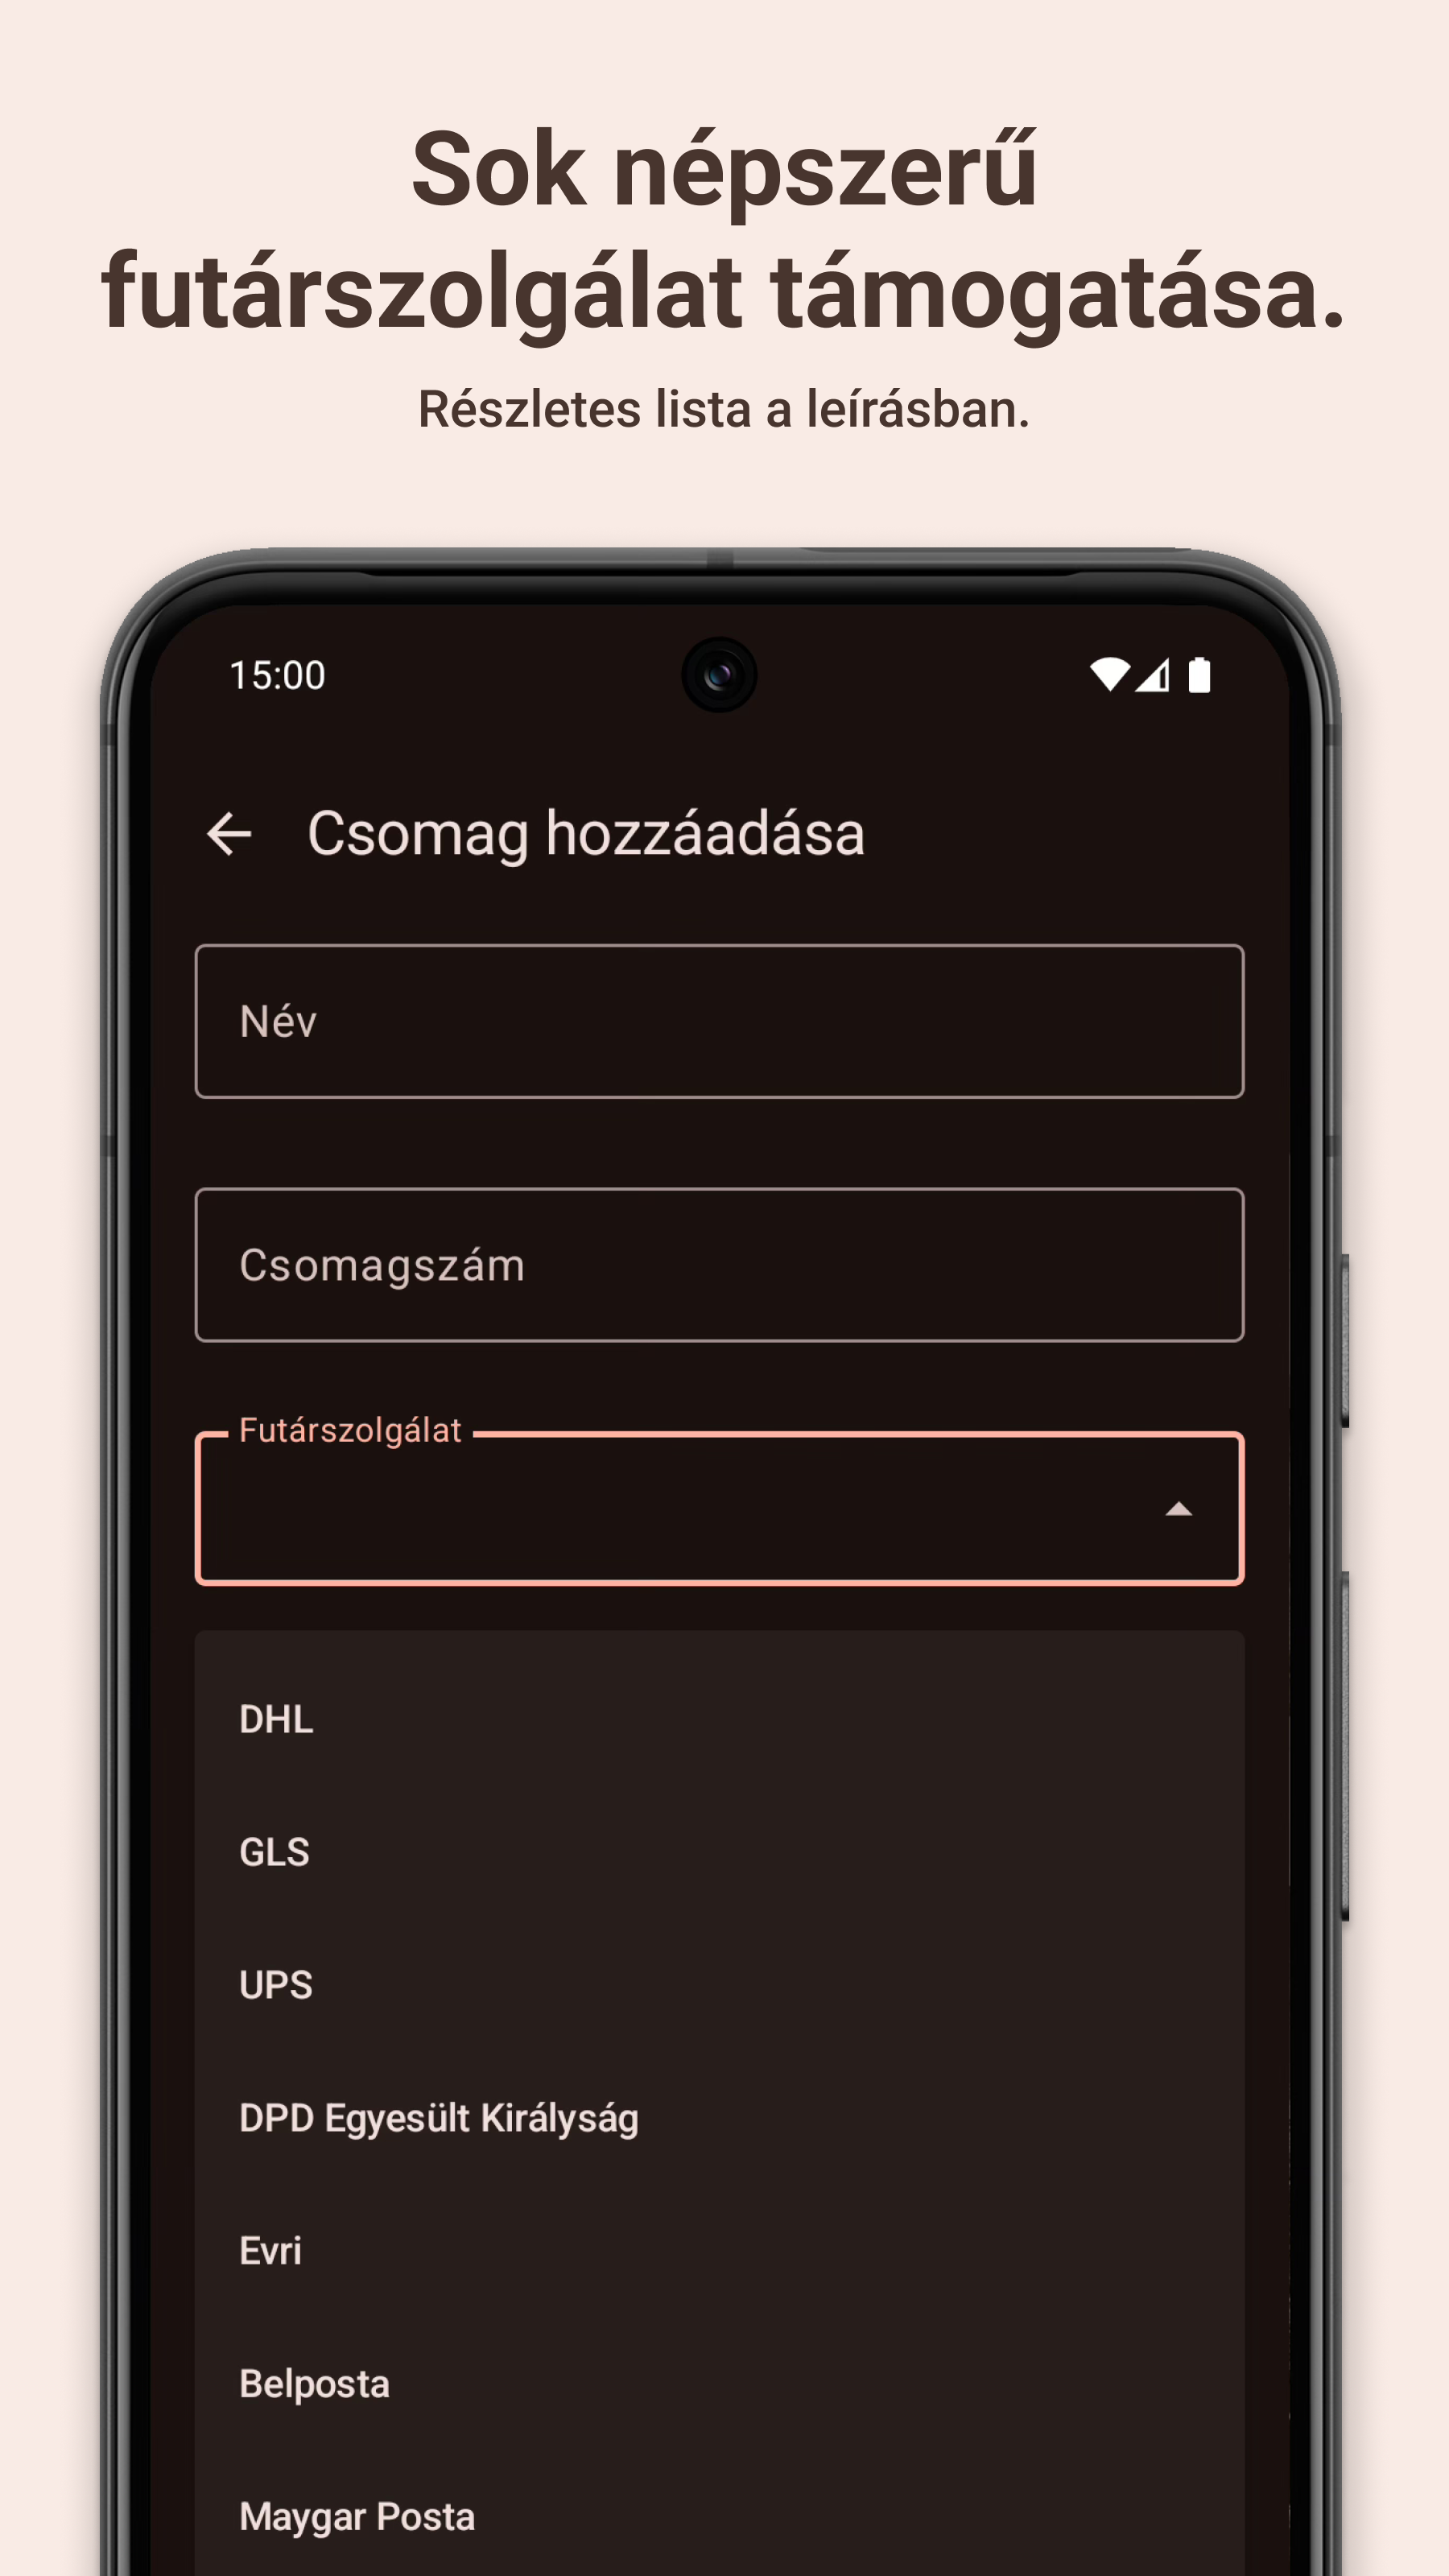 Sok népszerű
futárszolgálat támogatása.
Részletes lista a leírásban.
15:00
Csomag hozzáadása
Név
Csomagszám
Futárszolgálat
DHL
GLS
UPS
DPD Egyesült Királyság
Evri
Belposta
Maygar Posta